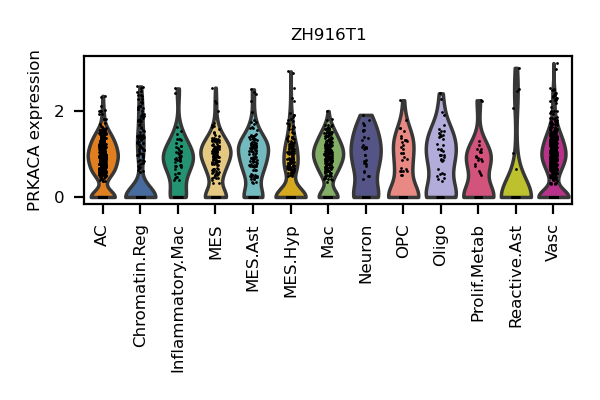 ZH916T1
PRKACA expression
2
0
AC
Chromatin.Reg
Inflammatory.Mac
MES
MES.Ast
MES.Hyp
Mac
Neuron
OPC
Oligo
Prolif.Metab
Reactive.Ast
Vasc